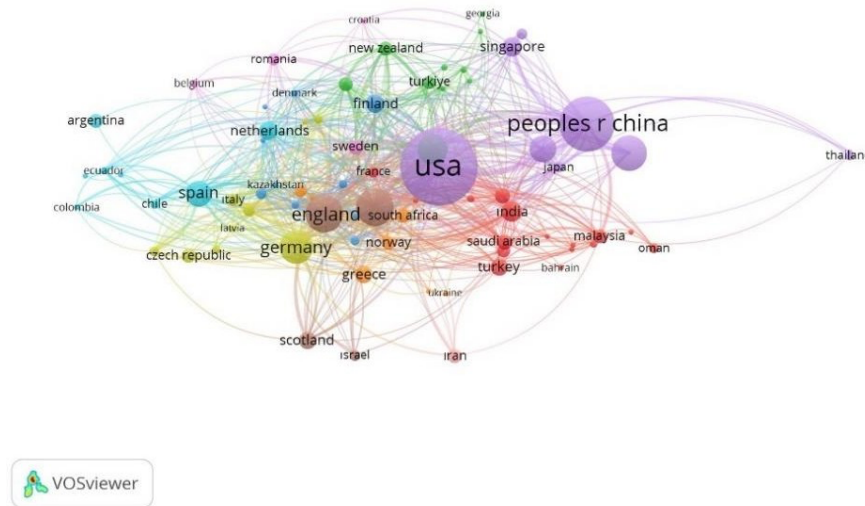 georgia
croatia
new zealand
singapore
romania
turkiye
belgium
denmark
finland
argentina
netherlands
peoples r china
sweden
usa
japan
thailand
ecuador
france
kazakhstan
spain
italy
colombia
chile
england
south africa
india
latvia
germany
norway
saudi arabia
malaysia
czech republic
oman
greece
turkey
bahrain
ukraine
scotland
israel
iran
VOSviewer